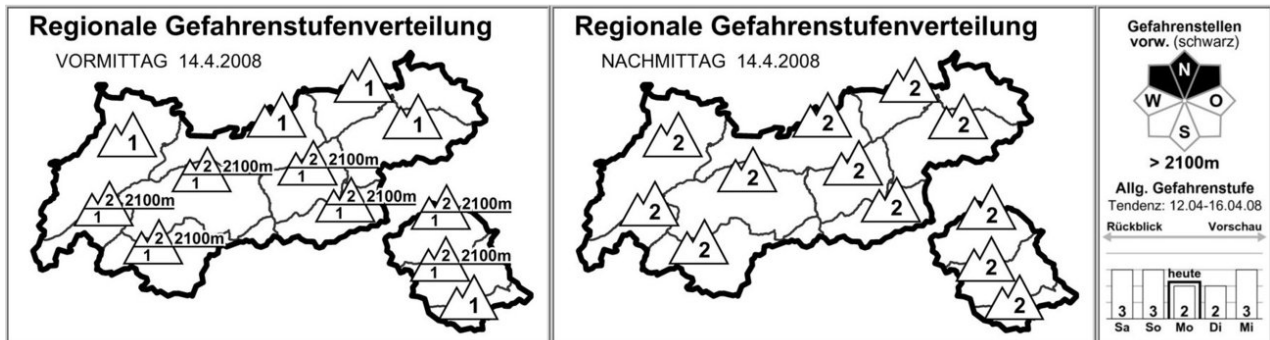 Regionale Gefahrenstufenverteilung
VORMITTAG 14.4.2008
1
1
1
1
2 2100m
1
2 2100m
1
2 2100m
1
2 2100m
1
2 2100m
1
2 2100m
1
2 2100m
1
1
Regionale Gefahrenstufenverteilung
NACHMITTAG 14.4.2008
2
2
2
2
2
2
2
2
2
2
2
2
Gefahrenstellen
vorw. (schwarz)
N
W O
S
> 2100m
Allg. Gefahrenstufe
Tendenz: 12.04-16.04.08
Rückblick Vorschau
heute
3 3 2 2 3
Sa So Mo Di Mi